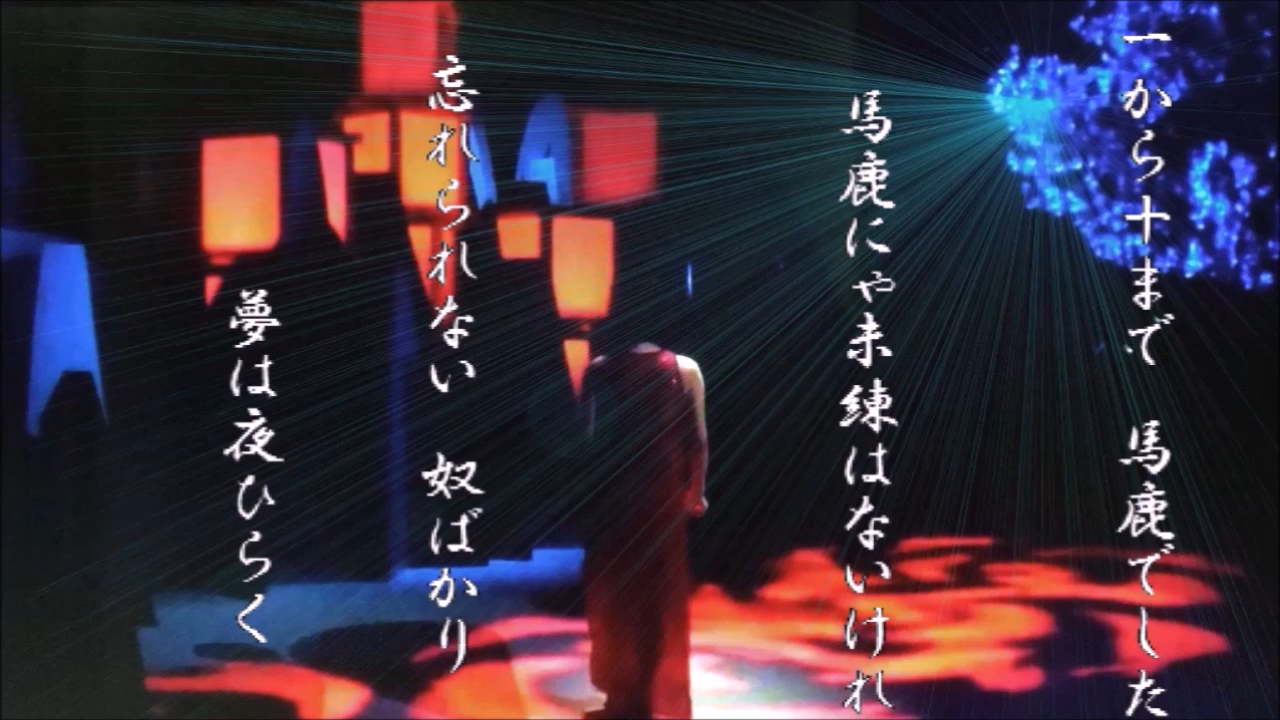 一から十まで 馬鹿でした
馬鹿にゃ未練はないけれ
忘れられない 奴ばかり
夢は夜ひらく